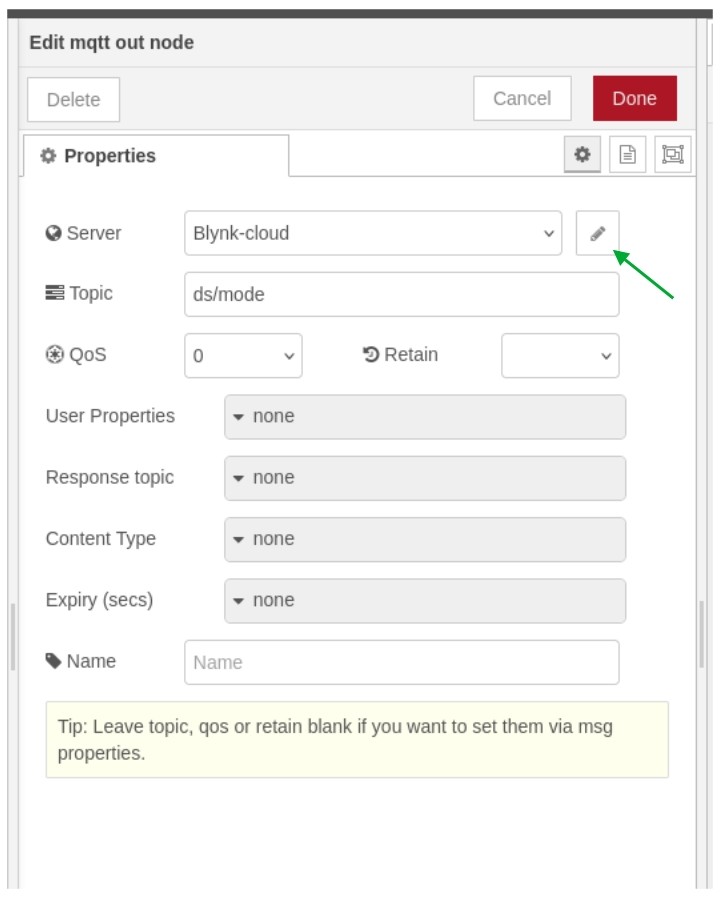 Edit mqtt out node
Delete
Cancel
Done
Properties
Server
Blynk-cloud
Topic
ds/mode
QoS
0
Retain
User Properties
none
Response topic
none
Content Type
none
Expiry (secs)
none
Name
Name
Tip: Leave topic, qos or retain blank if you want to set them via msg
properties.